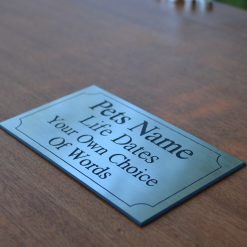 Pets Name
Life Dates
Your Own Choice
Of Words